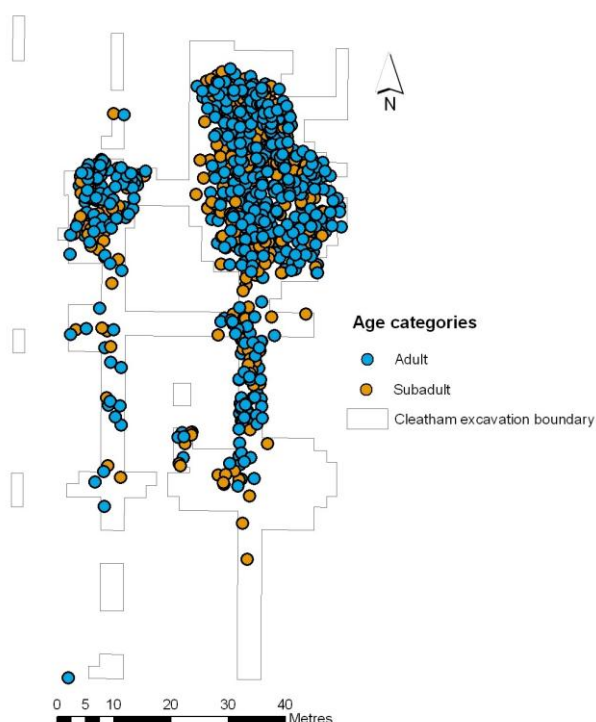 N
Age categories
Adult
Subadult
Cleatham excavation boundary
0 5 10 20 30 40
Metres